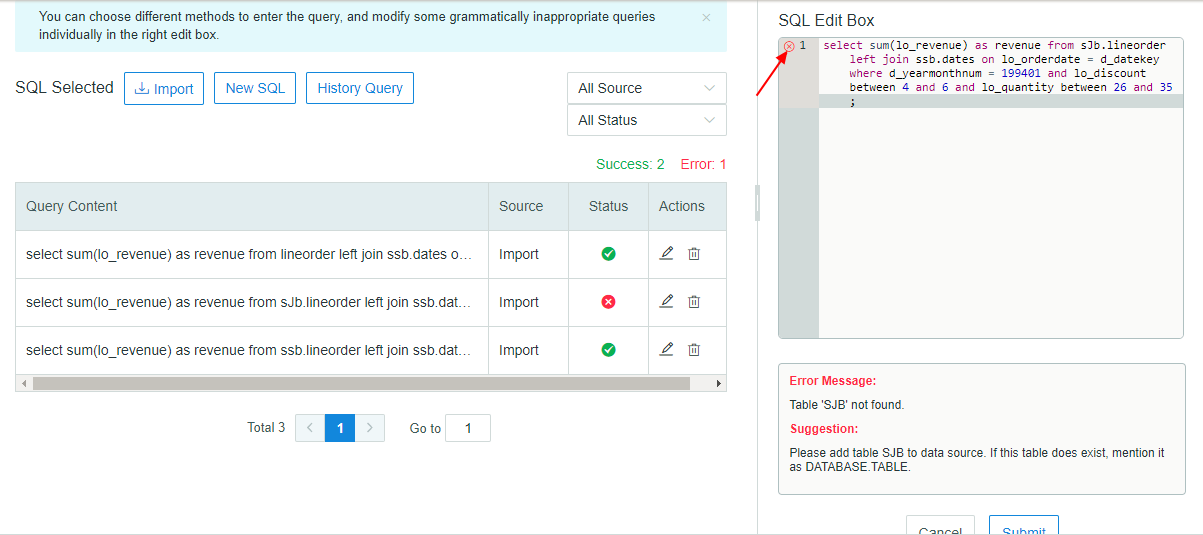 You can choose different methods to enter the query, and modify some grammatically inappropriate queries
individually in the right edit box.
SQL Selected
Import
New SQL
History Query
All Source
All Status
Success: 2
Error: 1
Query Content
Source
Status
Actions
select sum(lo_revenue) as revenue from lineorder left join ssb.dates o...
Import
select sum(lo_revenue) as revenue from sJb.lineorder left join ssb.dat...
Import
select sum(lo_revenue) as revenue from ssb.lineorder left join ssb.dat...
Import
Total 3
1
Go to
1
SQL Edit Box
1
select sum(lo_revenue) as revenue from sJb.lineorder
left join ssb.dates on lo_orderdate = d_datekey
where d_yearmonthnum = 199401 and lo_discount
between 4 and 6 and lo_quantity between 26 and 35
;
Error Message:
Table 'SJB' not found.
Suggestion:
Please add table SJB to data source. If this table does exist, mention it
as DATABASE.TABLE.
Cancel
Submit